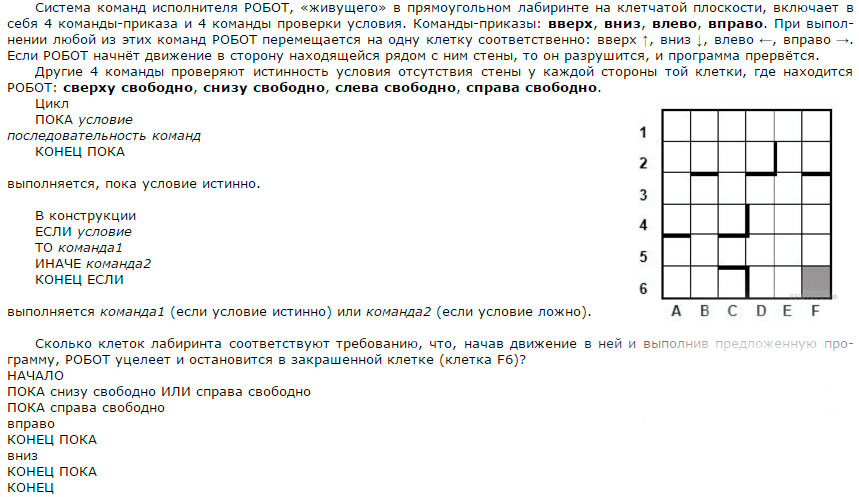 Система команд исполнителя РОБОТ, «живущего» в прямоугольном лабиринте на клетчатой плоскости, включает в
себя 4 команды-приказа и 4 команды проверки условия. Команды-приказы: вверх, вниз, влево, вправо. При выпол-
нении любой из этих команд РОБОТ перемещается на одну клетку соответственно: вверх ↑, вниз ↓, влево ←, вправо →.
Если РОБОТ начнёт движение в сторону находящейся рядом с ним стены, то он разрушится, и программа прервётся.
Другие 4 команды проверяют истинность условия отсутствия стены у каждой стороны той клетки, где находится
РОБОТ: сверху свободно, снизу свободно, слева свободно, справа свободно.
Цикл
ПОКА условие
последовательность команд
КОНЕЦ ПОКА
выполняется, пока условие истинно.
В конструкции
ЕСЛИ условие
ТО команда1
ИНАЧЕ команда2
КОНЕЦ ЕСЛИ
выполняется команда1 (если условие истинно) или команда2 (если условие ложно).
1
2
3
4
5
6
A B C D E F
Сколько клеток лабиринта соответствуют требованию, что, начав движение в ней и выполнив предложенную про-
грамму, РОБОТ уцелеет и остановится в закрашенной клетке (клетка F6)?
НАЧАЛО
ПОКА снизу свободно ИЛИ справа свободно
ПОКА справа свободно
вправо
КОНЕЦ ПОКА
вниз
КОНЕЦ ПОКА
КОНЕЦ